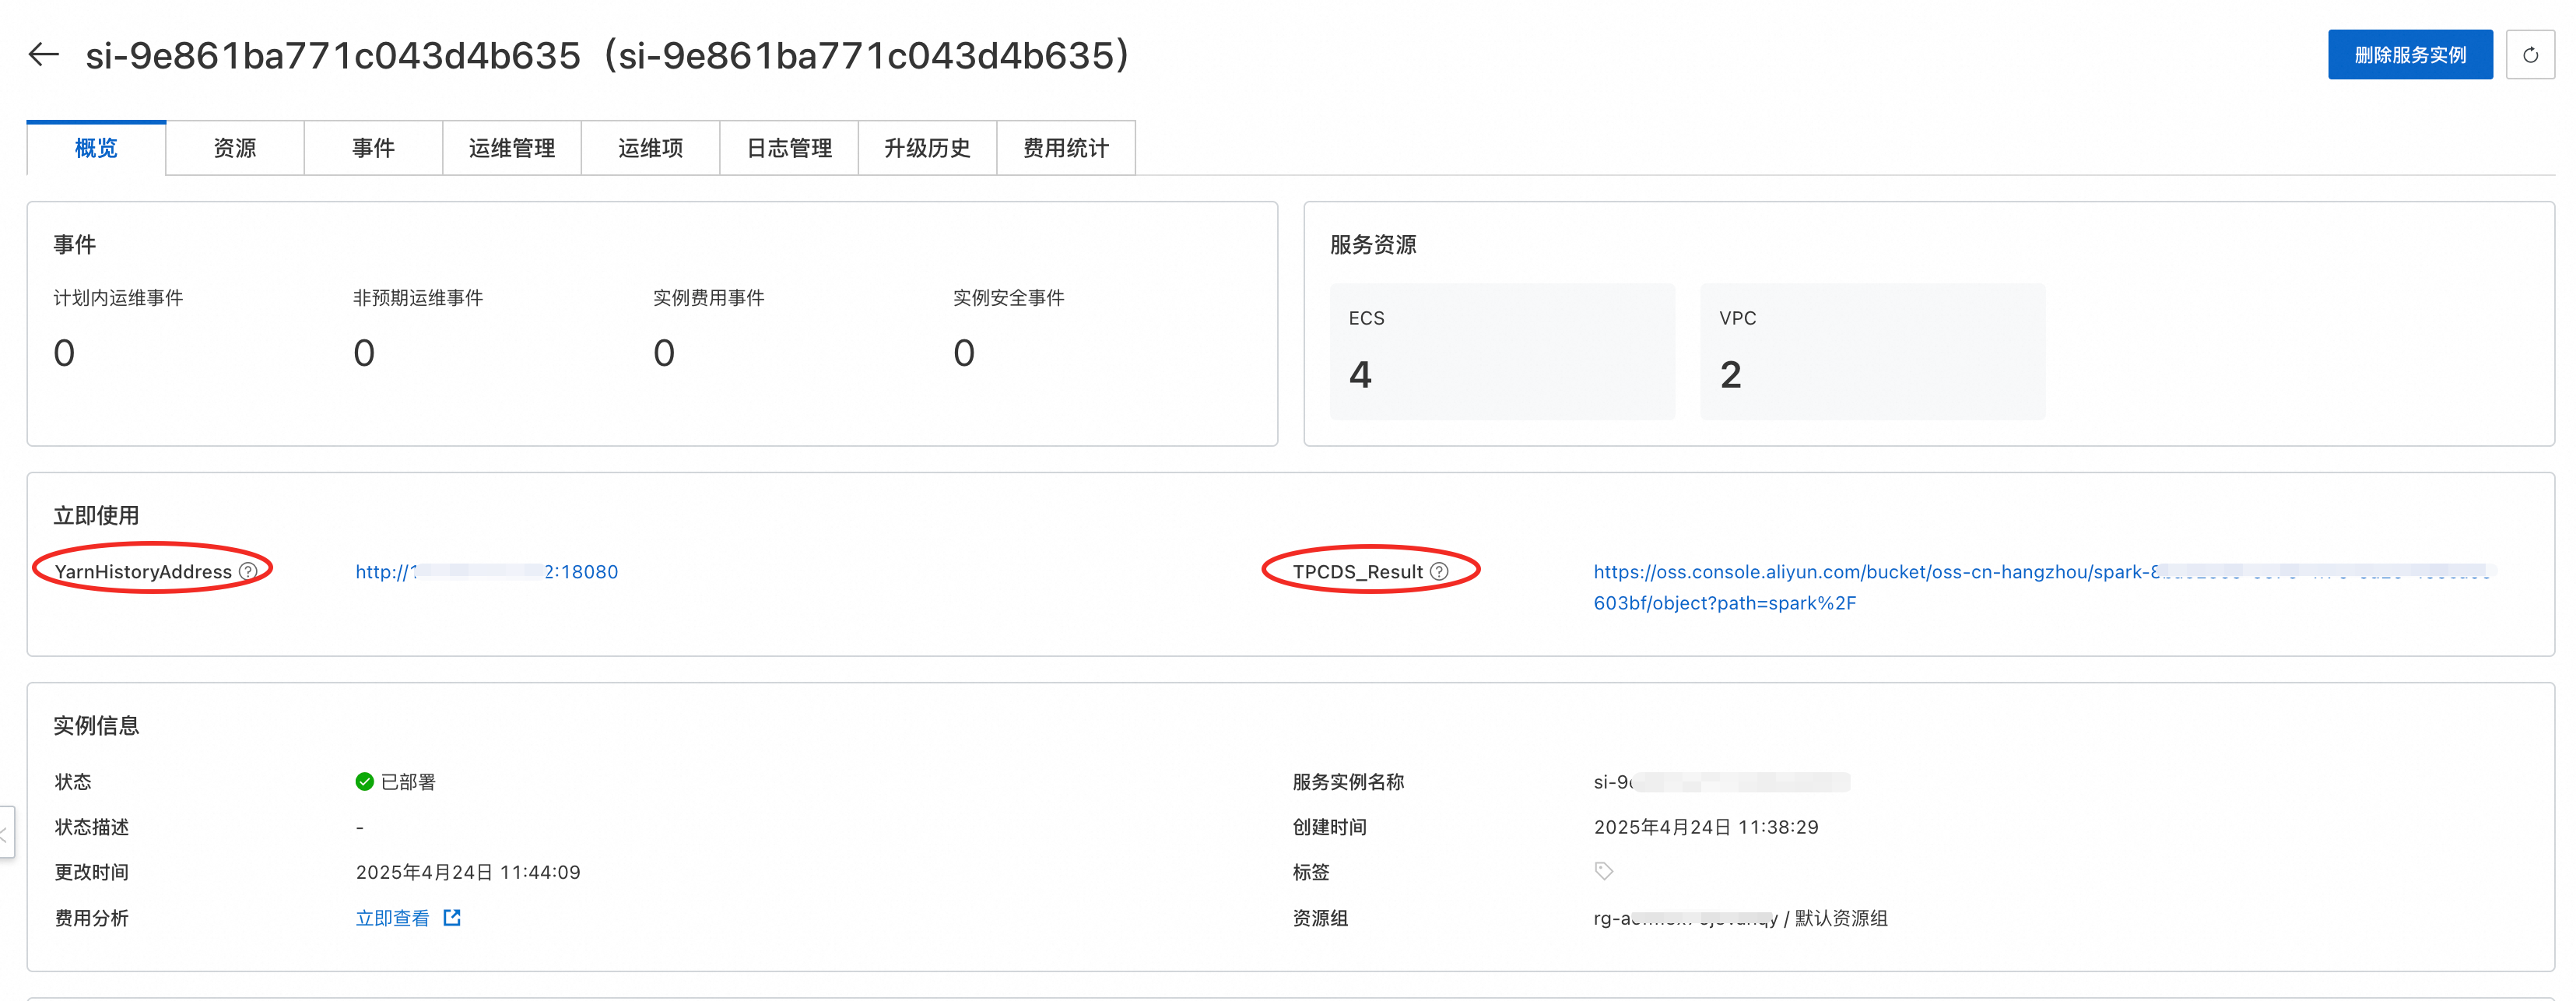 si-9e861ba771c043d4b635（si-9e861ba771c043d4b635）
删除服务实例
概览 资源 事件 运维管理 运维项 日志管理 升级历史 费用统计
事件
计划内运维事件 非预期运维事件 实例费用事件 实例安全事件
0 0 0 0
服务资源
ECS VPC
4 2
立即使用
YarnHistoryAddress http://1 2:18080
TPCDS_Result https://oss.console.aliyun.com/bucket/oss-cn-hangzhou/spark-
603bf/object?path=spark%2F
实例信息
状态 已部署 服务实例名称 si-9
状态描述 - 创建时间 2025年4月24日 11:38:29
更改时间 2025年4月24日 11:44:09 标签
费用分析 立即查看 资源组 rg-a y / 默认资源组